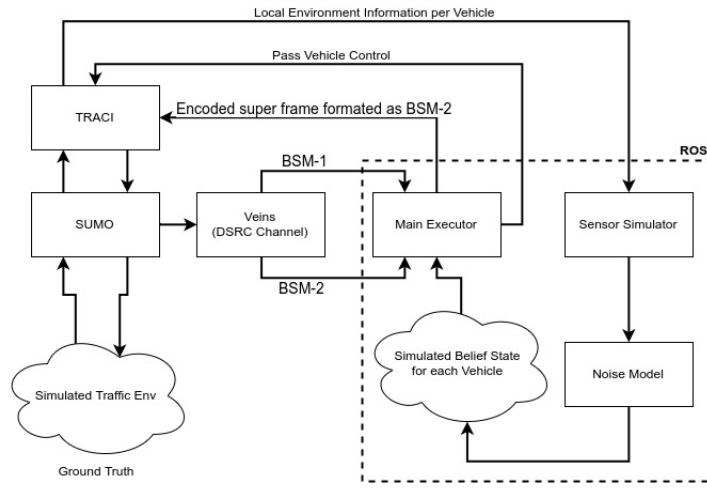 Local Environment Information per Vehicle
Pass Vehicle Control
TRACI
Encoded super frame formated as BSM-2
ROS
BSM-1
SUMO
Veins
(DSRC Channel)
Main Executor
Sensor Simulator
BSM-2
Simulated Traffic Env
Simulated Belief State
for each Vehicle
Noise Model
Ground Truth